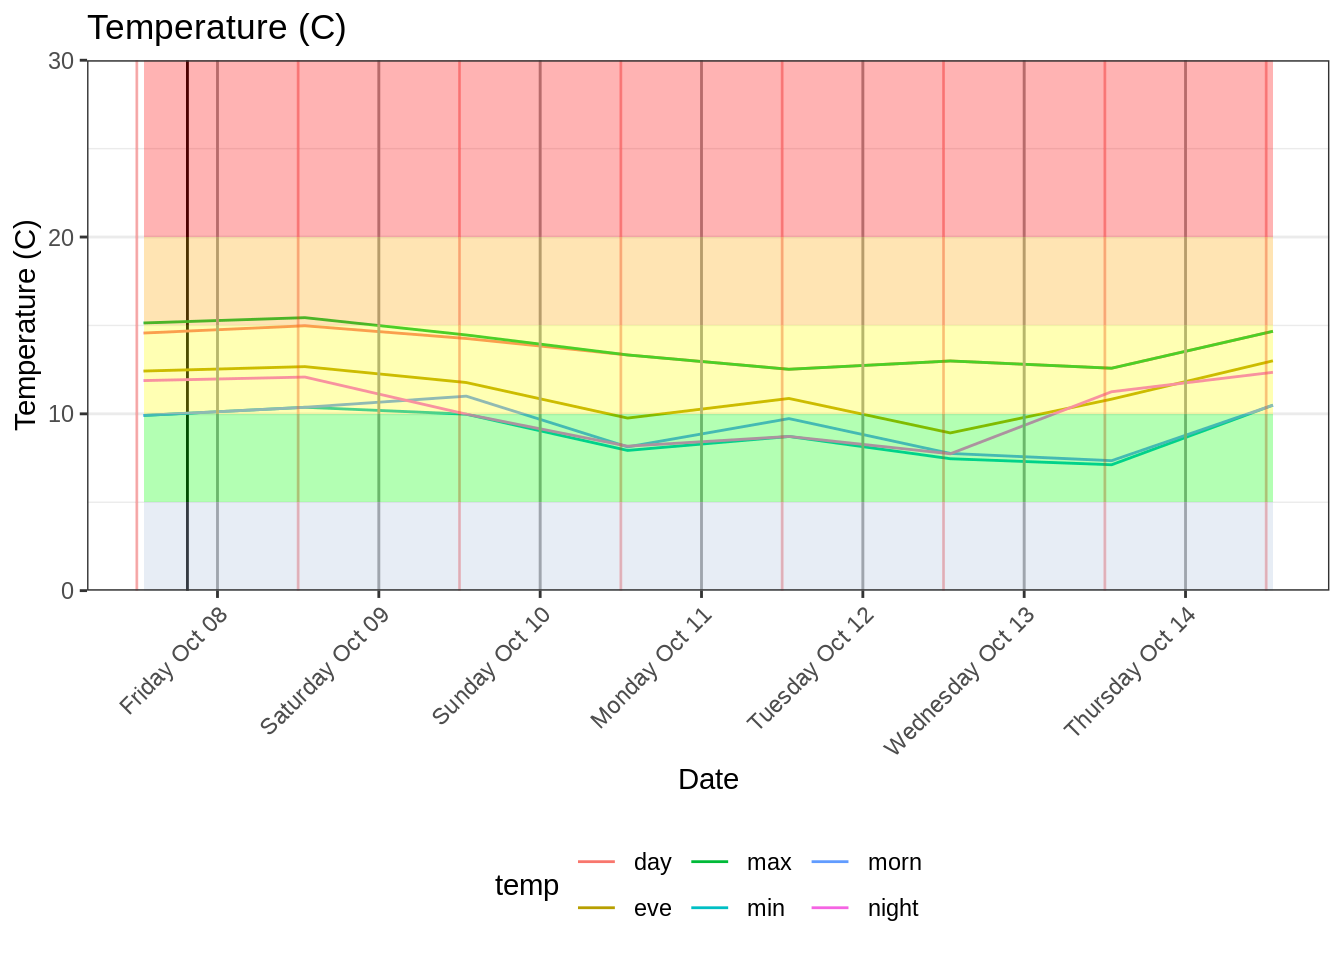 Temperature (C)
Temperature (C)
30
20
10
0
Friday Oct 08
Saturday Oct 09
Sunday Oct 10
Monday Oct 11
Tuesday Oct 12
Wednesday Oct 13
Thursday Oct 14
Date
temp
day
max
morn
eve
min
night